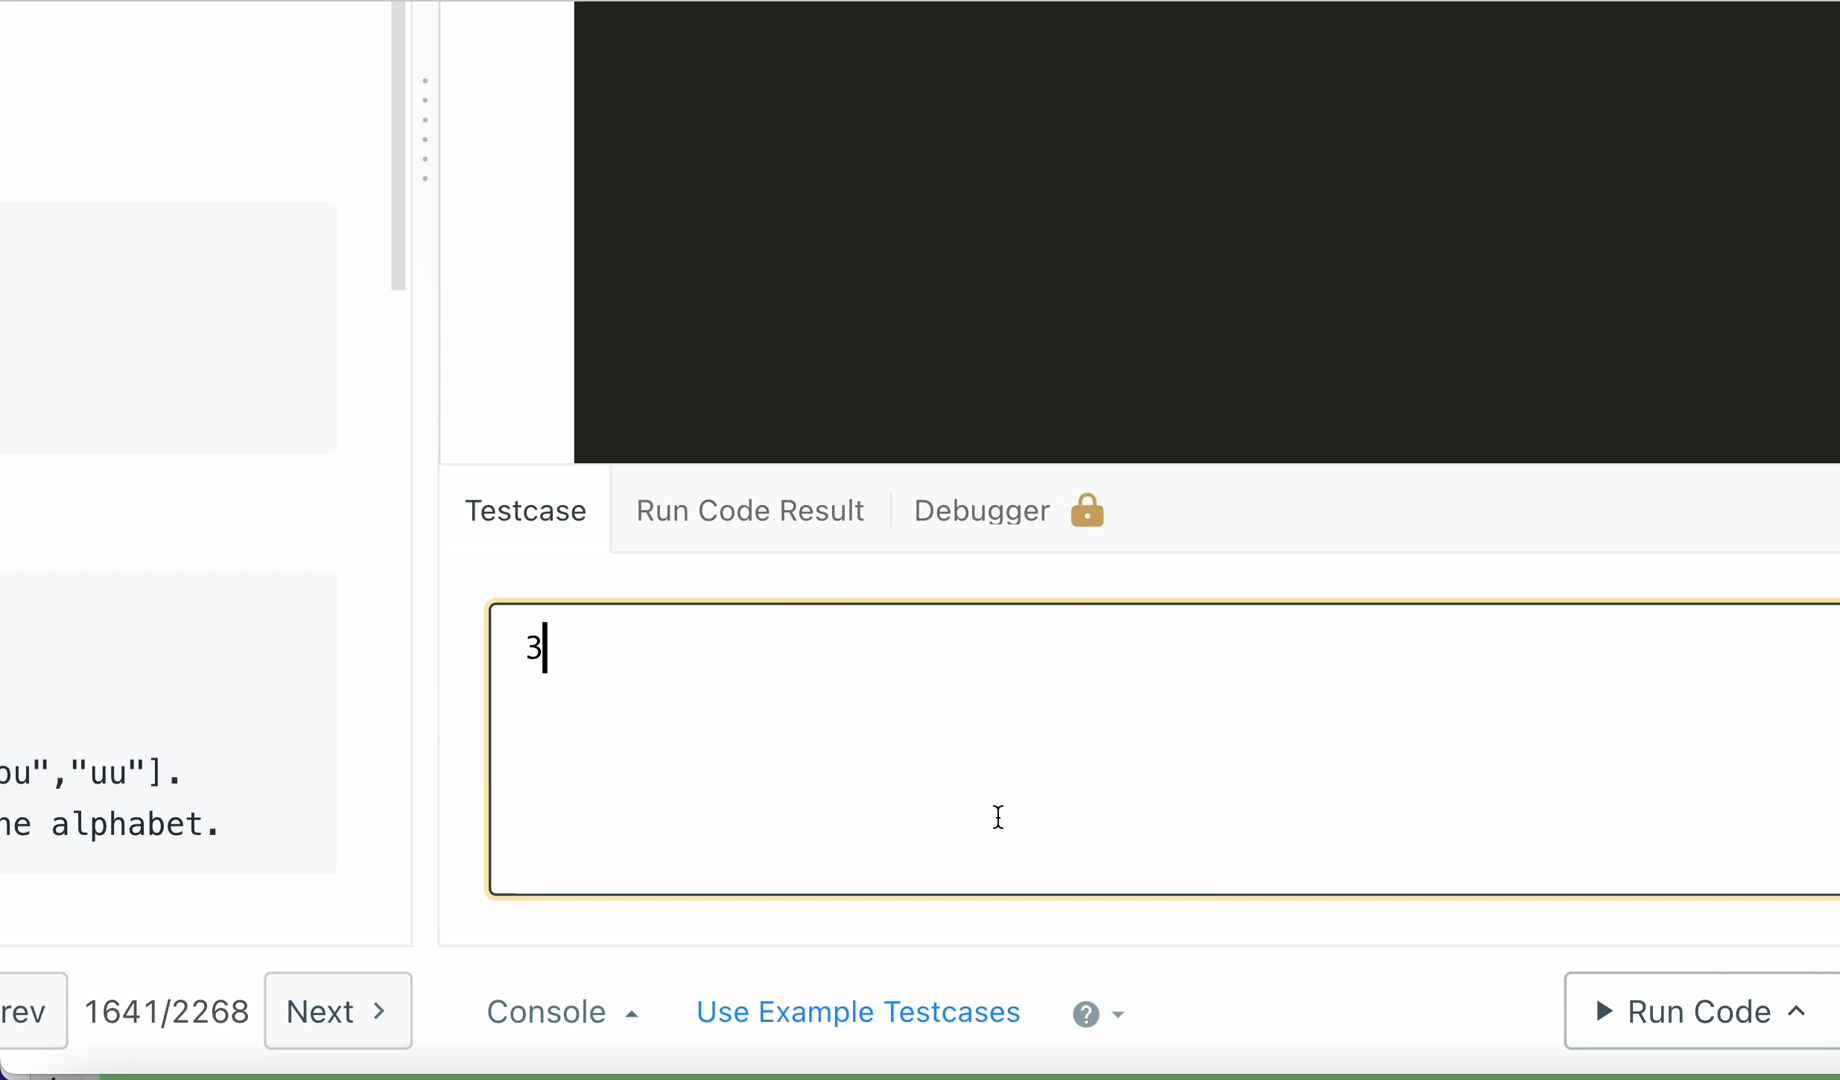 Testcase
Run Code Result
Debugger
3
ou","uu"].
he alphabet.
rev
1641/2268
Next
Console
Use Example Testcases
?
Run Code